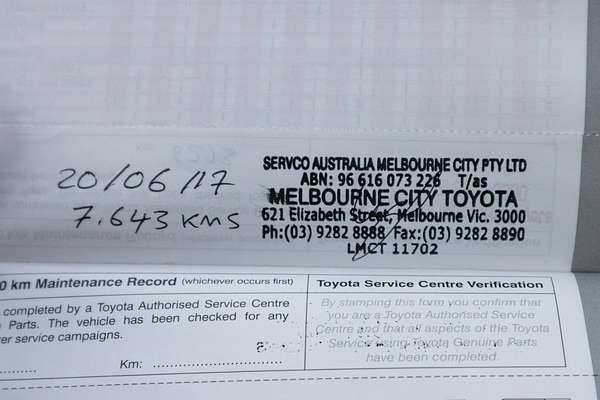 20/06/17
7.643 KMS
SERVCO AUSTRALIA MELBOURNE CITY PTY LTD
ABN: 96 616 073 226 T/as
MELBOURNE CITY TOYOTA
621 Elizabeth Street, Melbourne Vic. 3000
Ph:(03) 9282 8888 Fax:(03) 9282 8890
LMCT 11702
0 km Maintenance Record (whichever occurs first)
completed by a Toyota Authorised Service Centre
Parts. The vehicle has been checked for any
service campaigns.
Km:
Toyota Service Centre Verification
By stamping this form you confirm that
you are a Toyota Authorised Service
Centre and that all aspects of the Toyota
Service using Toyota Genuine Parts
have been completed.